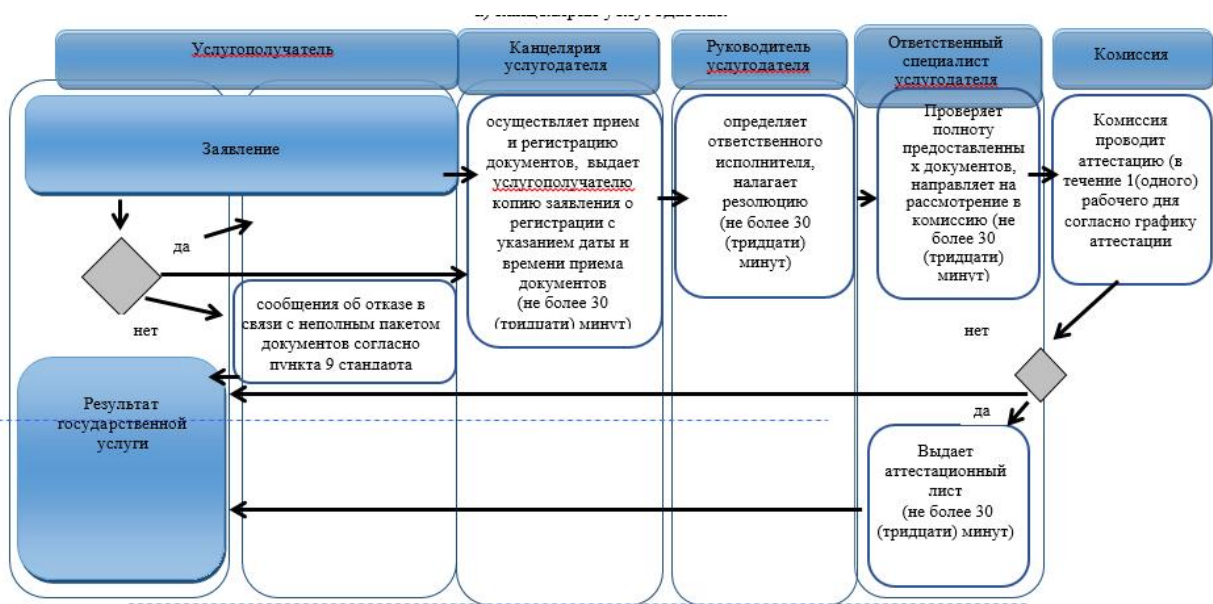 Услугополучатель
Канцелярия
услугодателя
Руководитель
услугодателя
Ответственный
специалист
услугодателя
Комиссия
Заявление
осуществляет прием
и регистрацию
документов, выдает
услугополучателю
копию заявления о
регистрации с
указанием даты и
времени приема
документов
(не более 30
(тридцати) минут)
определяет
ответственного
исполнителя,
налагает
резолюцию
(не более 30
(тридцати)
минут)
Проверяет
полноту
предоставленны
х документов,
направляет на
рассмотрение в
комиссию (не
более 30
(тридцати)
минут)
Комиссия
проводит
аттестацию (в
течение 1(одного)
рабочего дня
согласно графику
аттестации
да
нет
сообщения об отказе в
связи с неполным пакетом
документов согласно
пункта 9 стандарта
нет
да
Результат
государственной
услуги
Выдает
аттестационный
лист
(не более 30
(тридцати) минут)